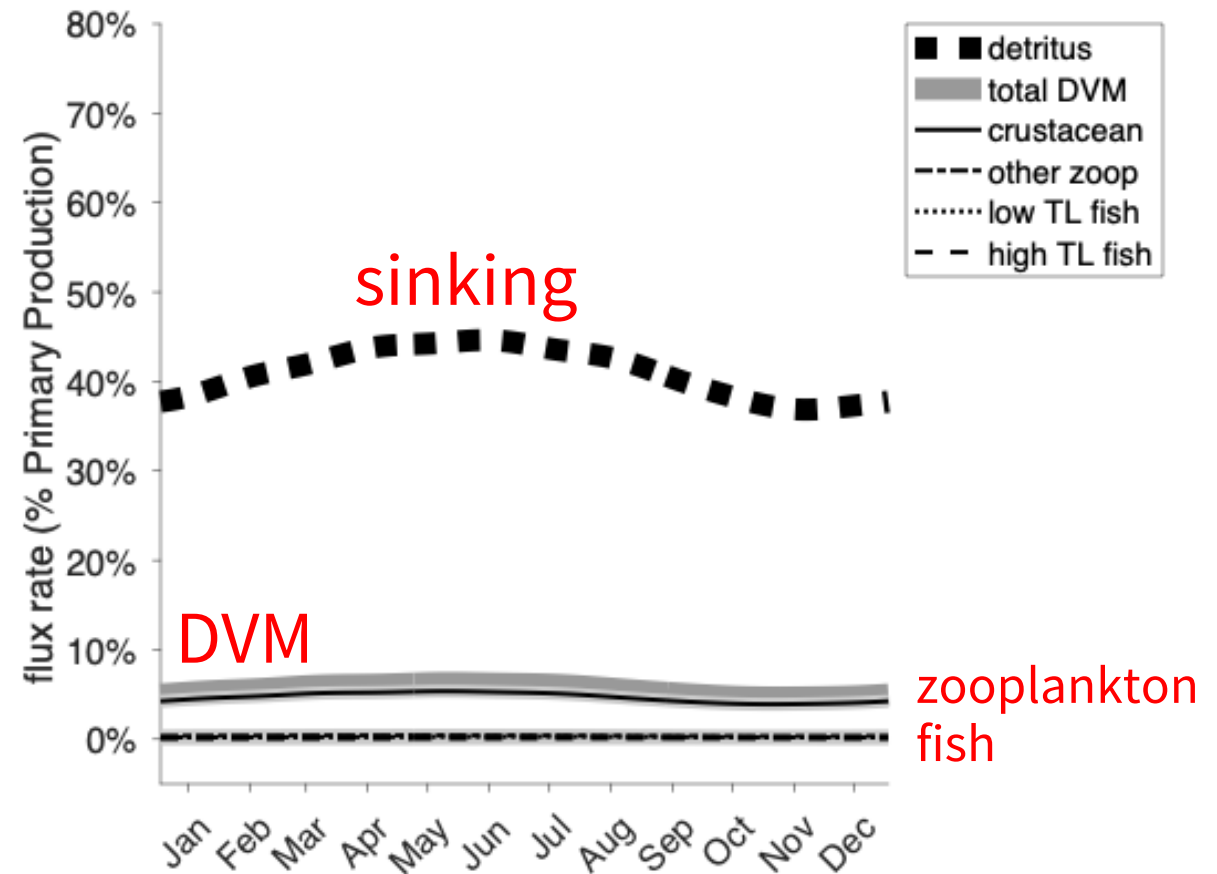 80%
70%
60%
50%
40%
30%
20%
10%
0%
flux rate (% Primary Production)
Jan
Feb
Mar
Apr
May
Jun
Jul
Aug
Sep
Oct
Nov
Dec
sinking
DVM
zooplankton
fish
detritus
total DVM
crustacean
other zoop
low TL fish
high TL fish